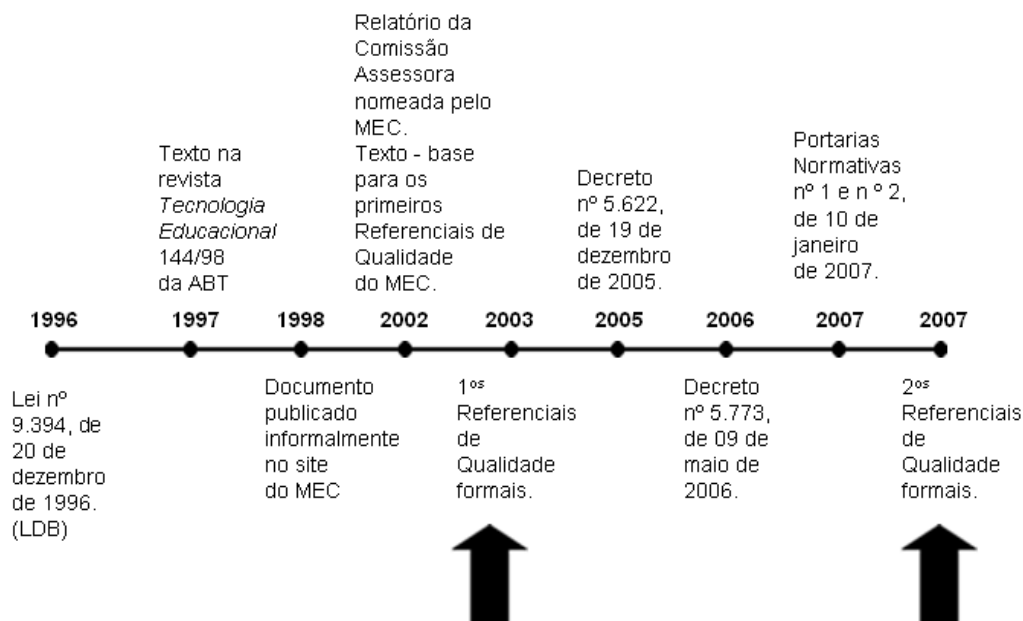 Relatório da
Comissão
Assessora
nomeada pelo
MEC.
Texto - base
para os
primeiros
Referenciais de
Qualidade
do MEC.
Texto na
revista
Tecnologia
Educacional
144/98
da ABT
Decreto
nº 5.622,
de 19 de
dezembro
de 2005.
Portarias
Normativas
nº 1 e n º 2,
de 10 de
janeiro
de 2007.
1996 1997 1998 2002 2003 2005 2006 2007 2007
Lei nº
9.394, de
20 de
dezembro
de 1996.
(LDB)
Documento
publicado
informalmente
no site
do MEC
1ºˢ
Referenciais
de
Qualidade
formais.
Decreto
nº 5.773,
de 09 de
maio de
2006.
2ºˢ
Referenciais
de
Qualidade
formais.